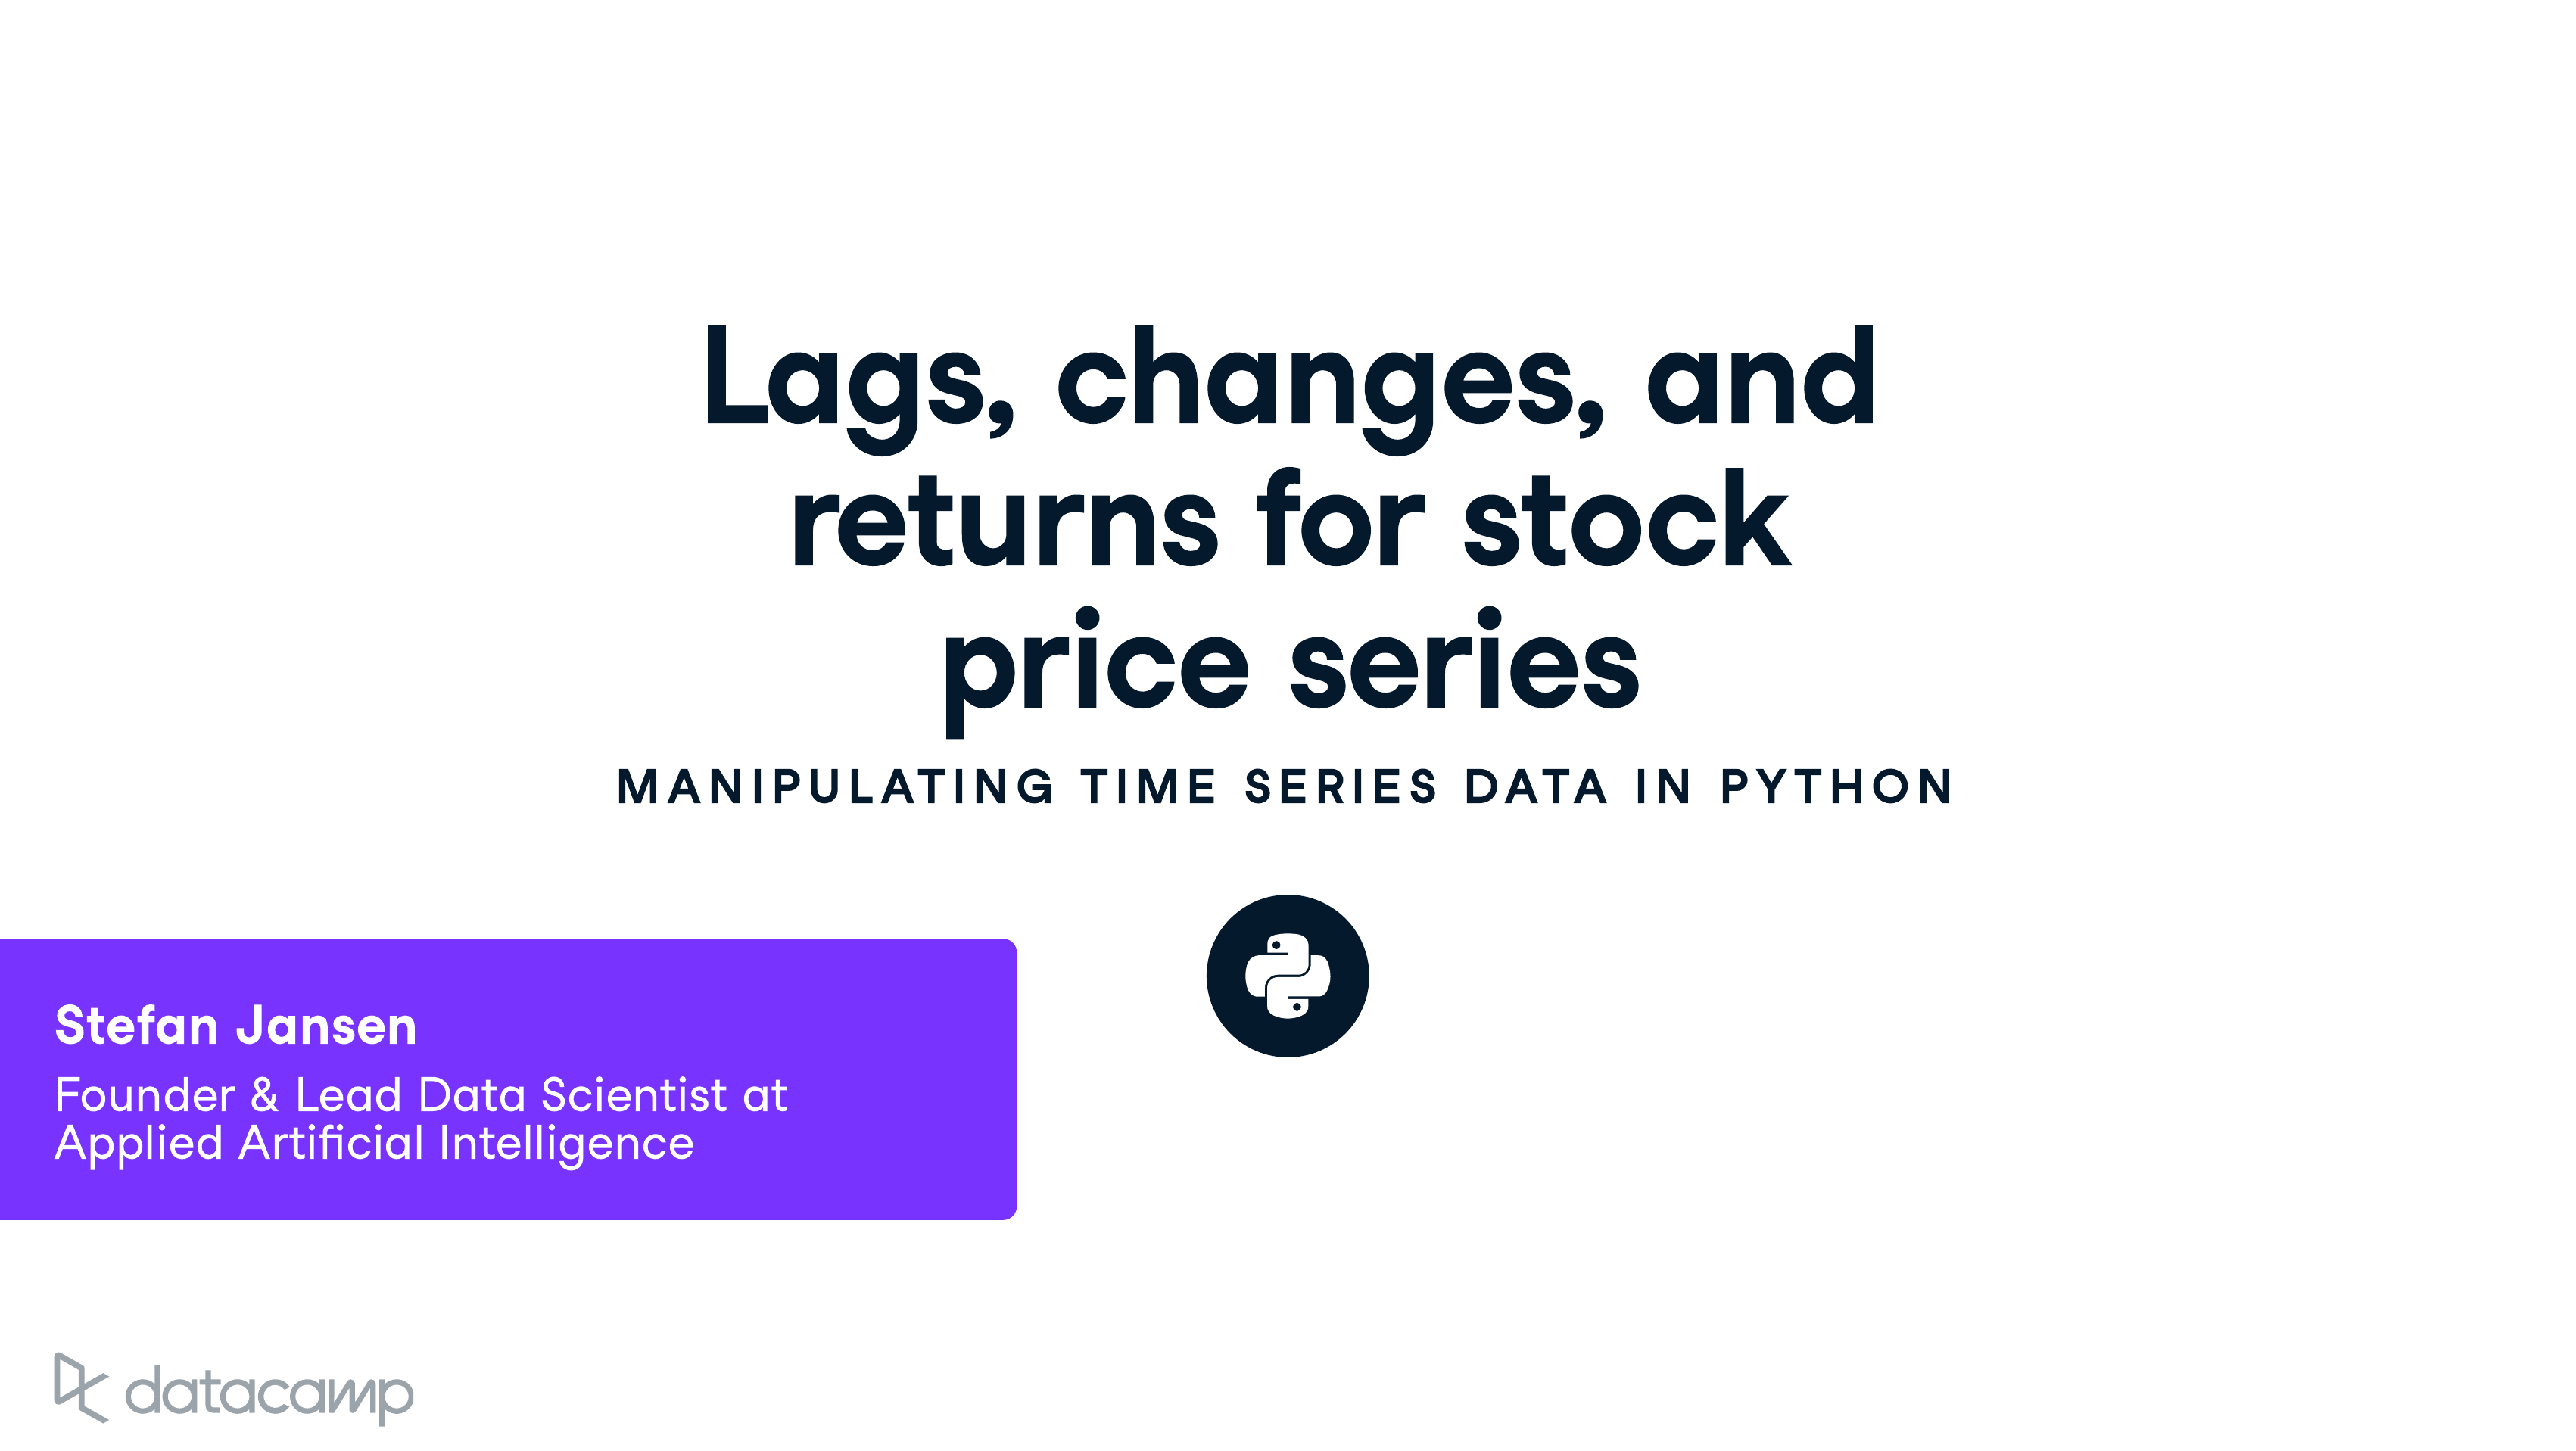 Lags, changes, and
returns for stock
price series
MANIPULATING TIME SERIES DATA IN PYTHON
Stefan Jansen
Founder & Lead Data Scientist at
Applied Artificial Intelligence
datacamp